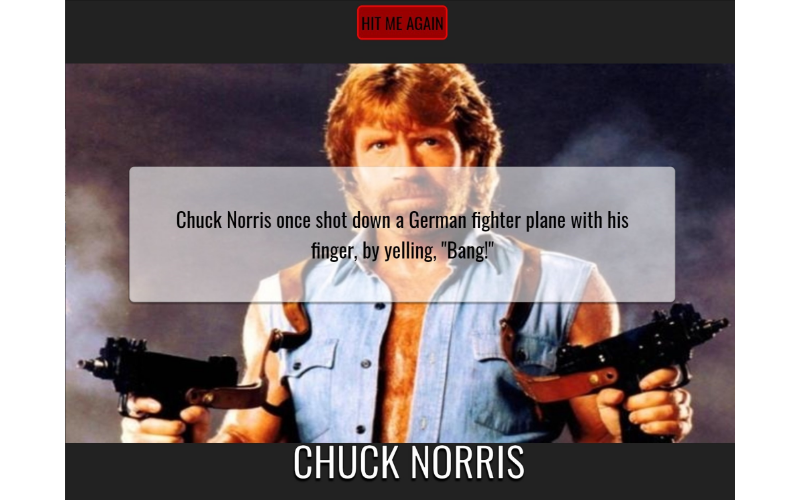 HIT ME AGAIN
Chuck Norris once shot down a German fighter plane with his
finger, by yelling, "Bang!"
CHUCK NORRIS